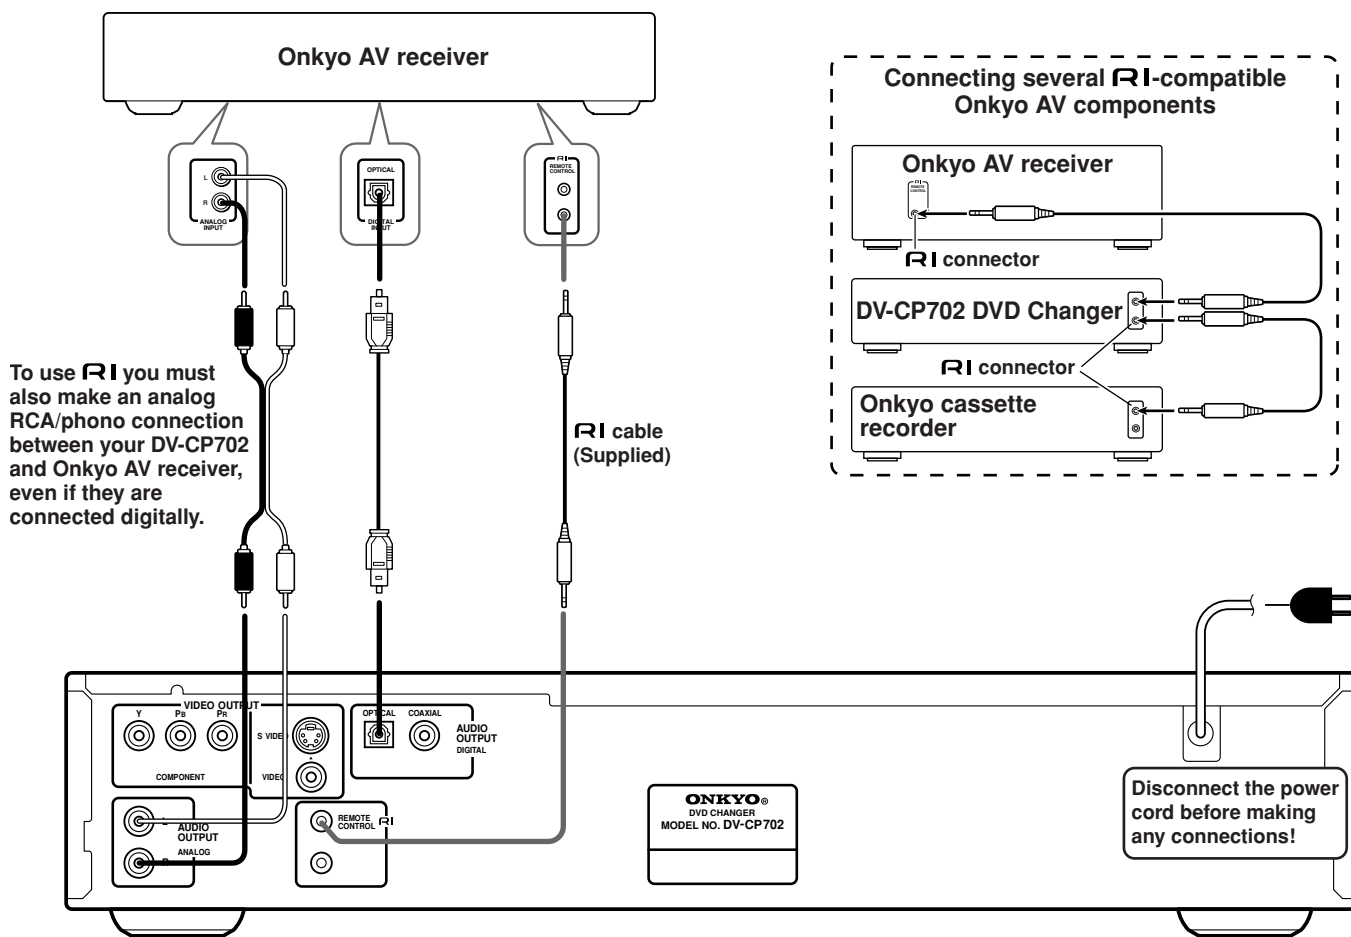 Onkyo AV receiver
L
R
ANALOG
INPUT
OPTICAL
DIGITAL
INPUT
RI
REMOTE
CONTROL
To use RI you must
also make an analog
RCA/phono connection
between your DV-CP702
and Onkyo AV receiver,
even if they are
connected digitally.
RI cable
(Supplied)
Connecting several RI-compatible
Onkyo AV components
Onkyo AV receiver
RI
REMOTE
CONTROL
RI connector
DV-CP702 DVD Changer
RI connector
Onkyo cassette
recorder
VIDEO OUTPUT
Y PB PR
COMPONENT
S VIDEO
VIDEO
OPTICAL COAXIAL
AUDIO
OUTPUT
DIGITAL
L
R
AUDIO
OUTPUT
ANALOG
REMOTE
CONTROL RI
ONKYO®
DVD CHANGER
MODEL NO. DV-CP702
Disconnect the power
cord before making
any connections!